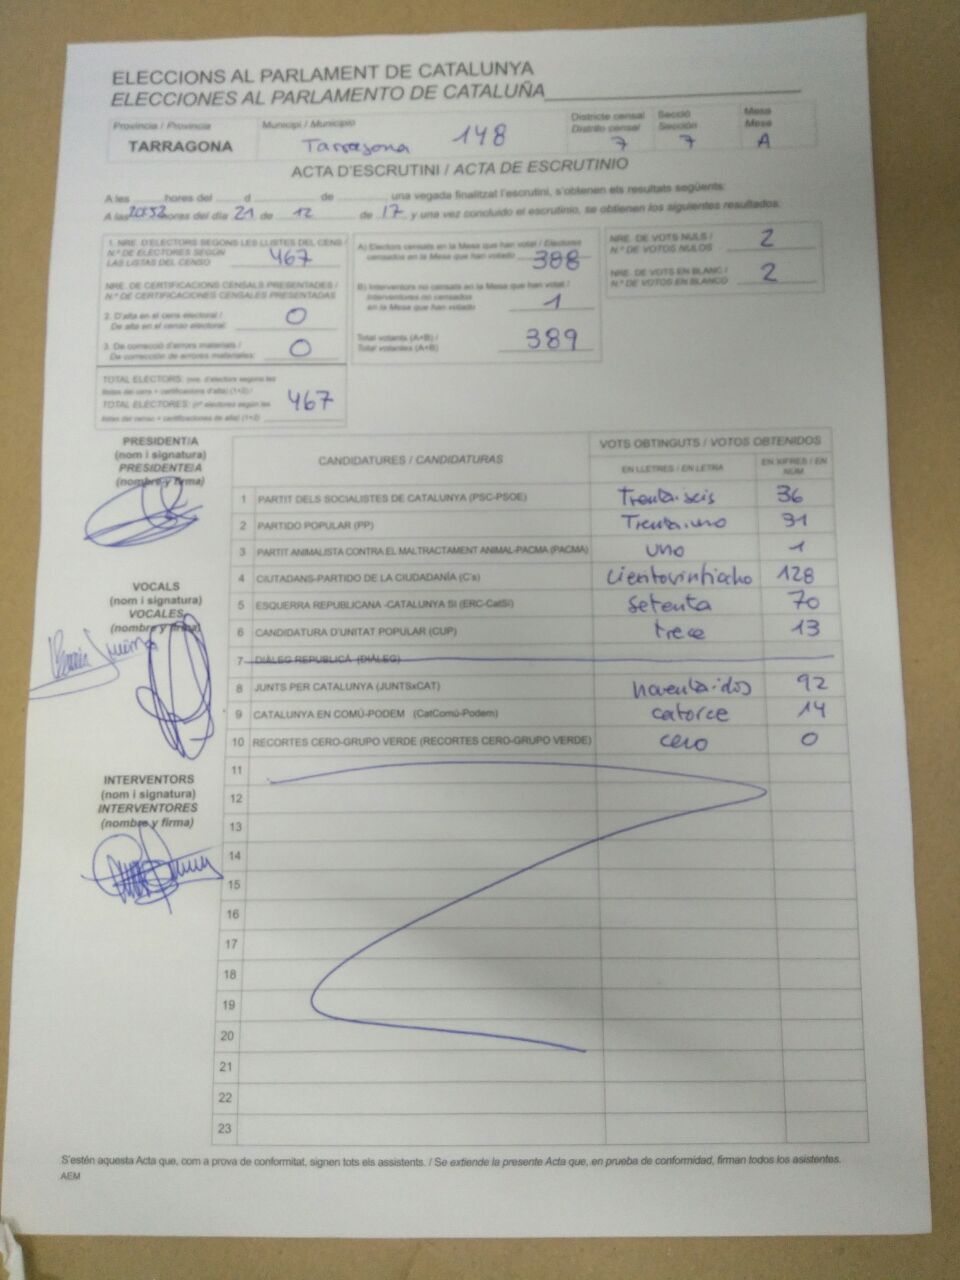 ELECCIONS AL PARLAMENT DE CATALUNYA
ELECCIONES AL PARLAMENTO DE CATALUÑA
Provincia / Provincia Municipi / Municipio Districte censal Secció Mesa
Distrito censal Sección Mesa
TARRAGONA Tarragona 148 7 7 A
ACTA D'ESCRUTINI / ACTA DE ESCRUTINIO
A les hores del d de una vegada finalitzat l'escrutini, s'obtenen els resultats següents:
A las 20:52 horas del día 21 de 12 de 17 y una vez concluido el escrutinio, se obtienen los siguientes resultados:
1. NRE. D'ELECTORS SEGONS LES LLISTES DEL CENS /
N.º DE ELECTORES SEGÚN
LAS LISTAS DEL CENSO 467
NRE. DE CERTIFICACIONS CENSALS PRESENTADES /
N.º DE CERTIFICACIONES CENSALES PRESENTADAS
2. D'alta en el cens electoral /
De alta en el censo electoral: 0
3. De correcció d'errors materials /
De corrección de errores materiales: 0
TOTAL ELECTORS: (nre. d'electors segons les
llistes del cens + certificacions d'alta) (1+2) /
TOTAL ELECTORES: (nº electores según las
listas del censo + certificaciones de alta) (1+2) 467
A) Electors censats en la Mesa que han votat / Electores
censados en la Mesa que han votado 388
B) Interventors no censats en la Mesa que han votat /
Interventores no censados
en la Mesa que han votado 1
Total votants (A+B) /
Total votantes (A+B) 389
NRE. DE VOTS NULS /
N.º DE VOTOS NULOS 2
NRE. DE VOTS EN BLANC /
N.º DE VOTOS EN BLANCO 2
PRESIDENT/A
(nom i signatura)
PRESIDENTE/A
(nombre y firma)
VOCALS
(nom i signatura)
VOCALES
(nombre y firma)
INTERVENTORS
(nom i signatura)
INTERVENTORES
(nombre y firma)
CANDIDATURES / CANDIDATURAS VOTS OBTINGUTS / VOTOS OBTENIDOS
EN LLETRES / EN LETRA EN XIFRES / EN NÚM
1 PARTIT DELS SOCIALISTES DE CATALUNYA (PSC-PSOE) Trentaiseis 36
2 PARTIDO POPULAR (PP) Trentaiuno 31
3 PARTIT ANIMALISTA CONTRA EL MALTRACTAMENT ANIMAL-PACMA (PACMA) uno 1
4 CIUTADANS-PARTIDO DE LA CIUDADANÍA (C's) cientovintiocho 128
5 ESQUERRA REPUBLICANA -CATALUNYA SI (ERC-CatSí) Setenta 70
6 CANDIDATURA D'UNITAT POPULAR (CUP) trece 13
7 DIÀLEG REPUBLICÀ (DIÀLEG)
8 JUNTS PER CATALUNYA (JUNTSxCAT) noventaidos 92
9 CATALUNYA EN COMÚ-PODEM (CatComú-Podem) catorce 14
10 RECORTES CERO-GRUPO VERDE (RECORTES CERO-GRUPO VERDE) cero 0
11
12
13
14
15
16
17
18
19
20
21
22
23
S'estén aquesta Acta que, com a prova de conformitat, signen tots els assistents. / Se extiende la presente Acta que, en prueba de conformidad, firman todos los asistentes.
AEM